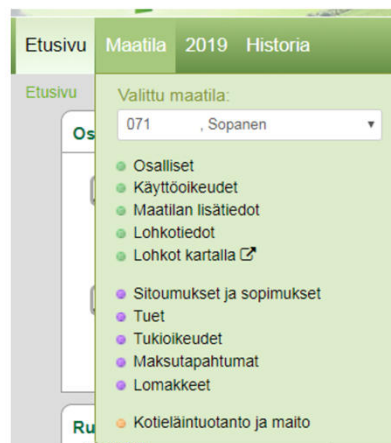 Etusivu Maatila 2019 Historia
Etusivu
Valittu maatila:
071 , Sopanen
Os
Osalliset
Käyttöoikeudet
Maatilan lisätiedot
Lohkotiedot
Lohkot kartalla
Sitoumukset ja sopimukset
Tuet
Tukioikeudet
Maksutapahtumat
Lomakkeet
Ru
Kotieläintuotanto ja maito